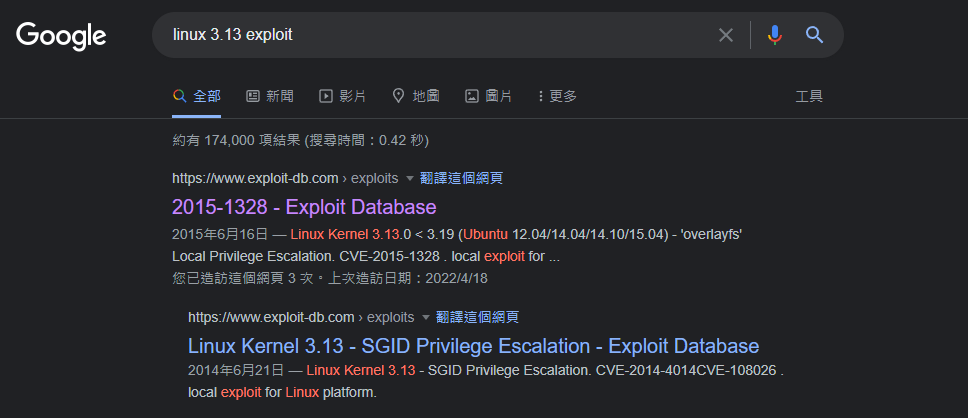 Google
linux 3.13 exploit
全部 新聞 影片 地圖 圖片 更多 工具
約有 174,000 項結果 (搜尋時間：0.42 秒)
https://www.exploit-db.com › exploits 翻譯這個網頁
2015-1328 - Exploit Database
2015年6月16日 — Linux Kernel 3.13.0 < 3.19 (Ubuntu 12.04/14.04/14.10/15.04) - 'overlayfs'
Local Privilege Escalation. CVE-2015-1328 . local exploit for ...
您已造訪這個網頁 3 次。上次造訪日期：2022/4/18
https://www.exploit-db.com › exploits 翻譯這個網頁
Linux Kernel 3.13 - SGID Privilege Escalation - Exploit Database
2014年6月21日 — Linux Kernel 3.13 - SGID Privilege Escalation. CVE-2014-4014CVE-108026 .
local exploit for Linux platform.